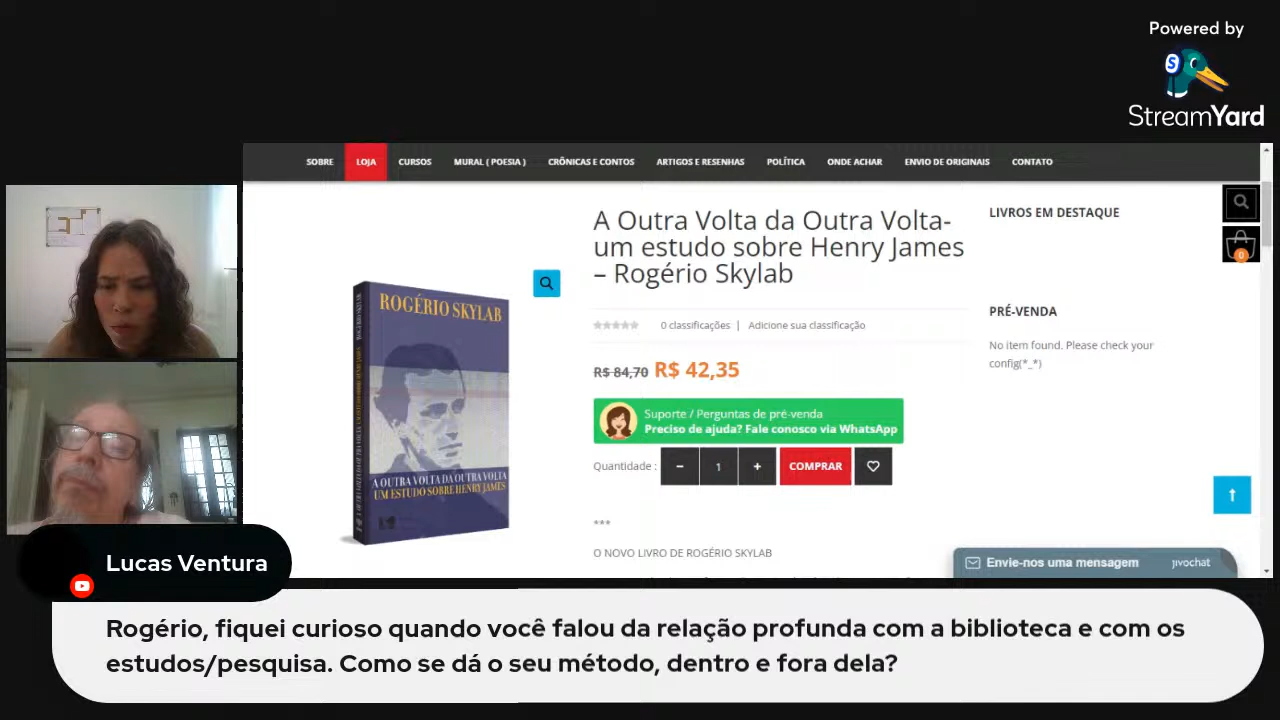 Powered by
S
StreamYard
SOBRE LOJA CURSOS MURAL ( POESIA ) CRÔNICAS E CONTOS ARTIGOS E RESENHAS POLÍTICA ONDE ACHAR ENVIO DE ORIGINAIS CONTATO
A Outra Volta da Outra Volta-
um estudo sobre Henry James
– Rogério Skylab
0 classificações | Adicione sua classificação
R$ 84,70 R$ 42,35
Suporte / Perguntas de pré-venda
Preciso de ajuda? Fale conosco via WhatsApp
Quantidade : − 1 + COMPRAR
***
O NOVO LIVRO DE ROGÉRIO SKYLAB
LIVROS EM DESTAQUE
PRÉ-VENDA
No item found. Please check your
config(*_*)
0
Envie-nos uma mensagem jivochat
ROGÉRIO SKYLAB
A OUTRA VOLTA DA OUTRA VOLTA
UM ESTUDO SOBRE HENRY JAMES
Lucas Ventura
Rogério, fiquei curioso quando você falou da relação profunda com a biblioteca e com os
estudos/pesquisa. Como se dá o seu método, dentro e fora dela?